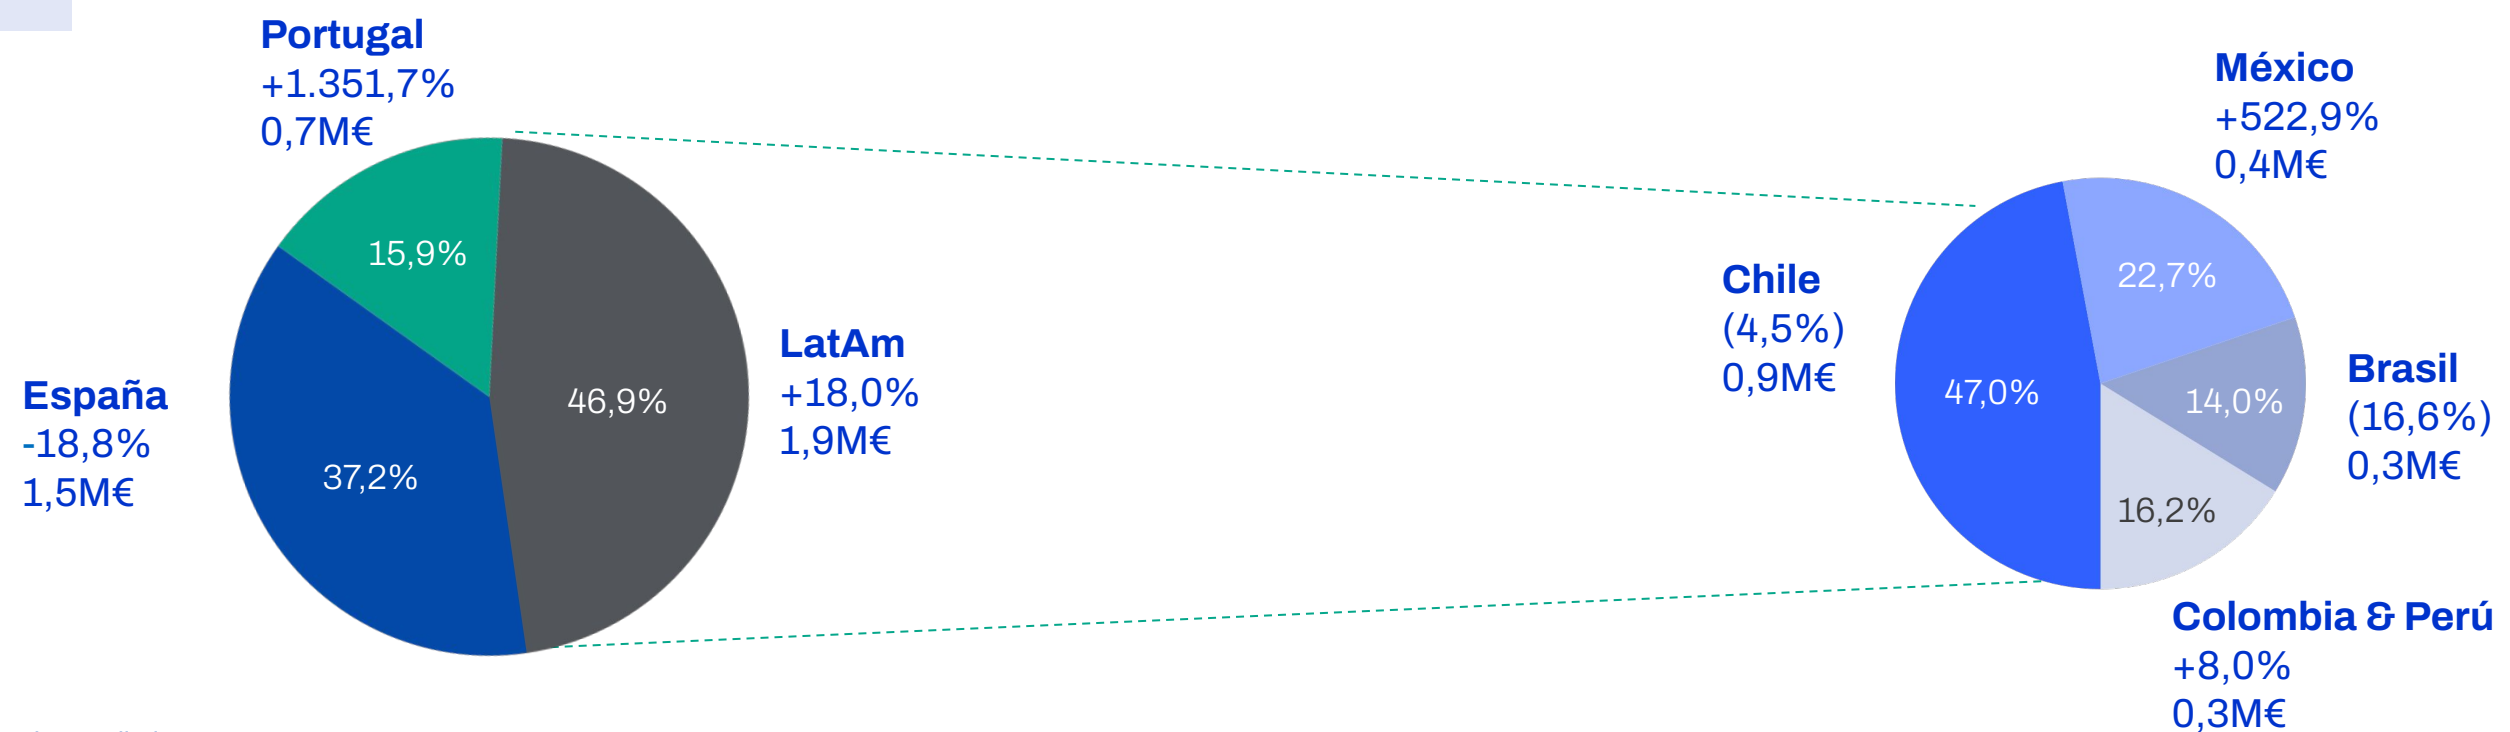 Portugal
+1.351,7%
0,7M€
15,9%
España
-18,8%
1,5M€
37,2%
46,9%
LatAm
+18,0%
1,9M€
Chile
(4,5%)
0,9M€
47,0%
México
+522,9%
0,4M€
22,7%
Brasil
(16,6%)
0,3M€
14,0%
16,2%
Colombia & Perú
+8,0%
0,3M€